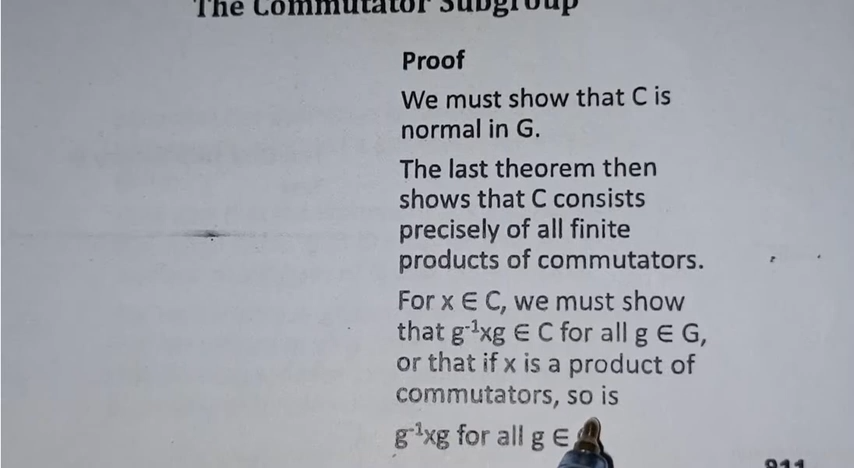 The Commutator Subgroup
Proof
We must show that C is
normal in G.
The last theorem then
shows that C consists
precisely of all finite
products of commutators.
For x ∈ C, we must show
that g⁻¹xg ∈ C for all g ∈ G,
or that if x is a product of
commutators, so is
g⁻¹xg for all g ∈
911